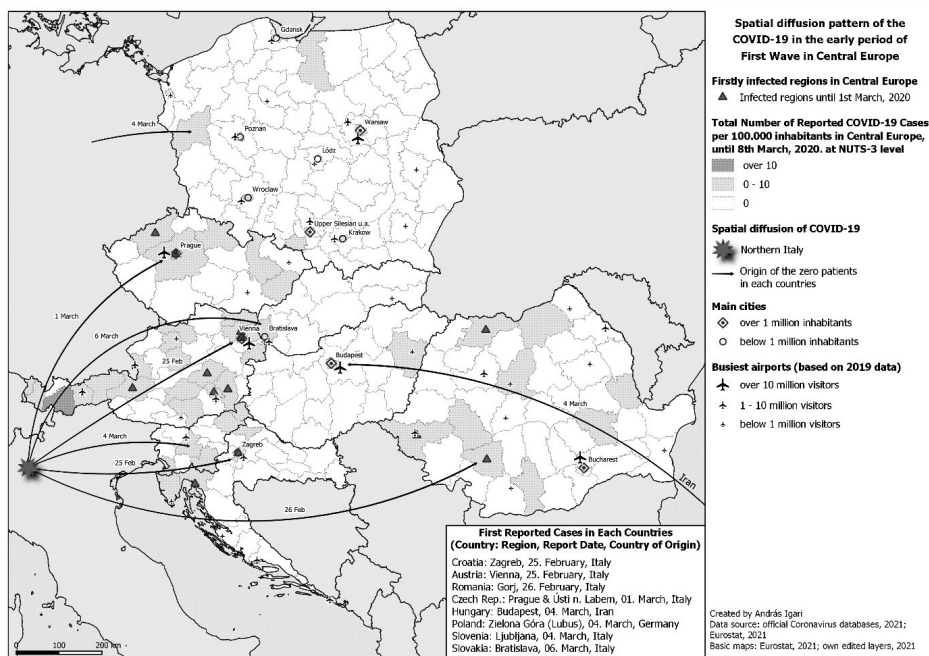 Gdansk
4 March
Poznan
Warsaw
Lódz
Wroclaw
Upper Silesian u.a.
Krakow
Prague
1 March
6 March
Vienna
Bratislava
25 Feb
Budapest
4 March
4 March
Zagreb
25 Feb
Bucharest
Iran
26 Feb
0 100 200 km
First Reported Cases in Each Countries
(Country: Region, Report Date, Country of Origin)
Croatia: Zagreb, 25. February, Italy
Austria: Vienna, 25. February, Italy
Romania: Gorj, 26. February, Italy
Czech Rep.: Prague & Ústi n. Labem, 01. March, Italy
Hungary: Budapest, 04. March, Iran
Poland: Zielona Góra (Lubus), 04. March, Germany
Slovenia: Ljubljana, 04. March, Italy
Slovakia: Bratislava, 06. March, Italy
Spatial diffusion pattern of the
COVID-19 in the early period of
First Wave in Central Europe
Firstly infected regions in Central Europe
Infected regions until 1st March, 2020
Total Number of Reported COVID-19 Cases
per 100.000 inhabitants in Central Europe,
until 8th March, 2020. at NUTS-3 level
over 10
0 - 10
0
Spatial diffusion of COVID-19
Northern Italy
Origin of the zero patients
in each countries
Main cities
over 1 million inhabitants
below 1 million inhabitants
Busiest airports (based on 2019 data)
over 10 million visitors
1 - 10 million visitors
below 1 million visitors
Created by András Igari
Data source: official Coronavirus databases, 2021;
Eurostat, 2021
Basic maps: Eurostat, 2021; own edited layers, 2021